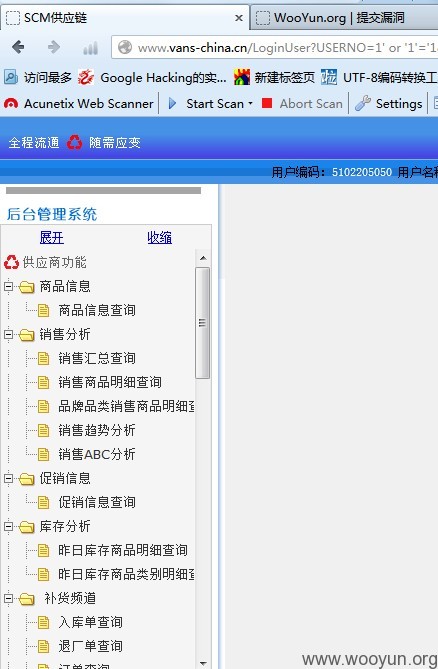 SCM供应链
WooYun.org | 提交漏洞
www.vans-china.cn/LoginUser?USERNO=1' or '1'='1
访问最多 Google Hacking的实... 新建标签页 UTF-8编码转换工
Acunetix Web Scanner Start Scan Abort Scan Settings
全程流通 随需应变
用户编码：5102205050 用户名称
后台管理系统
展开 收缩
供应商功能
商品信息
商品信息查询
销售分析
销售汇总查询
销售商品明细查询
品牌品类销售商品明细查
销售趋势分析
销售ABC分析
促销信息
促销信息查询
库存分析
昨日库存商品明细查询
昨日库存商品类别明细查
补货频道
入库单查询
退厂单查询
订单查询
www.wooyun.org